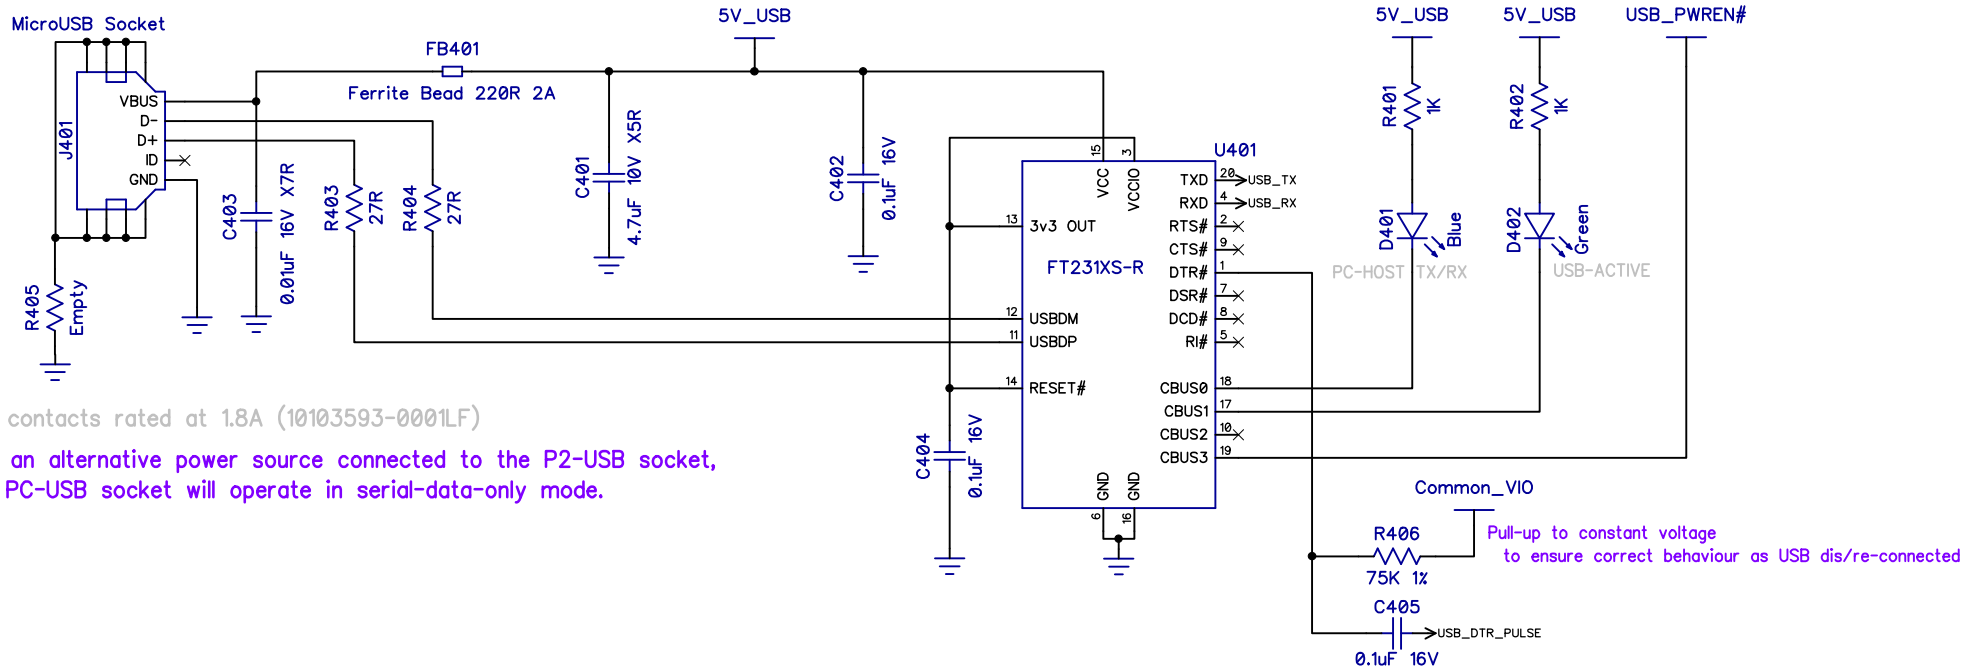 MicroUSB Socket
5V_USB
5V_USB
5V_USB
USB_PWREN#
FB401
Ferrite Bead 220R 2A
J401
VBUS
D-
D+
ID
GND
R401
1K
R402
1K
C403
0.01uF 16V X7R
R403
27R
R404
27R
C401
4.7uF 10V X5R
C402
0.1uF 16V
U401
15
VCC
3
VCCIO
TXD
20
USB_TX
RXD
4
USB_RX
13
3v3 OUT
RTS#
2
CTS#
9
FT231XS-R
DTR#
1
DSR#
7
12
USBDM
DCD#
8
11
USBDP
RI#
5
14
RESET#
CBUS0
18
CBUS1
17
CBUS2
10
CBUS3
19
GND
6
GND
16
D401
Blue
PC-HOST TX/RX
D402
Green
USB-ACTIVE
R405
Empty
C404
0.1uF 16V
contacts rated at 1.8A (10103593-0001LF)
an alternative power source connected to the P2-USB socket,
PC-USB socket will operate in serial-data-only mode.
Common_VIO
R406
75K 1%
Pull-up to constant voltage
to ensure correct behaviour as USB dis/re-connected
C405
USB_DTR_PULSE
0.1uF 16V